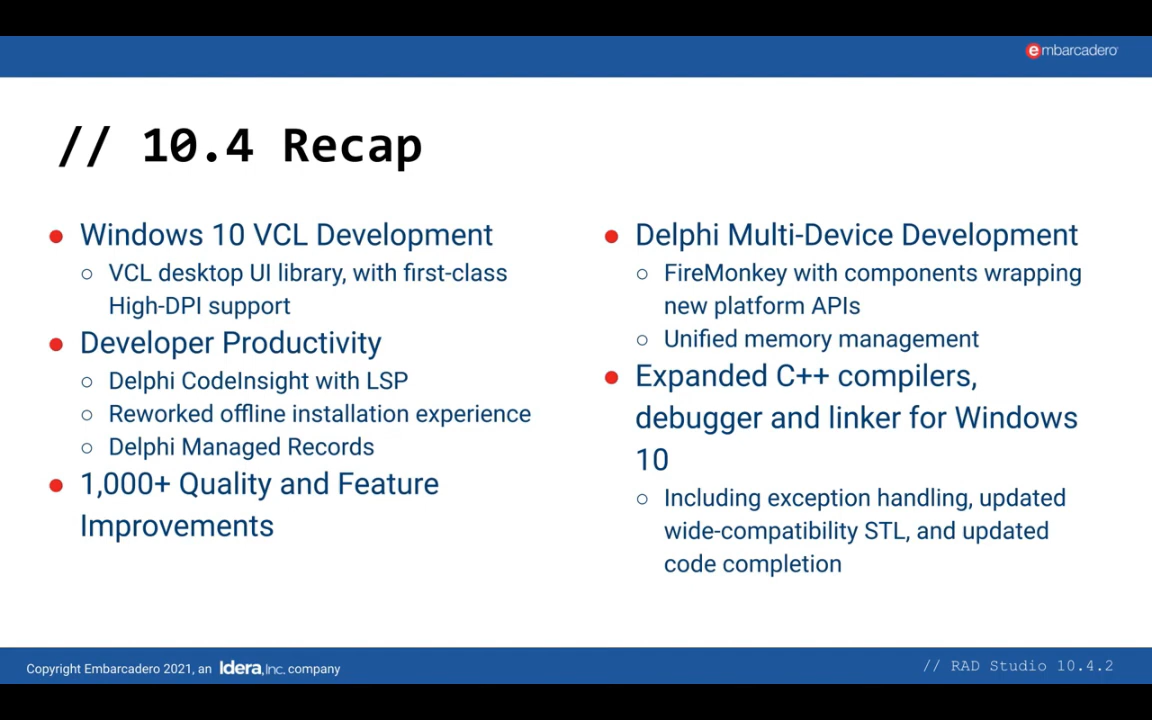 embarcadero
// 10.4 Recap
● Windows 10 VCL Development
○ VCL desktop UI library, with first-class
High-DPI support
● Developer Productivity
○ Delphi CodeInsight with LSP
○ Reworked offline installation experience
○ Delphi Managed Records
● 1,000+ Quality and Feature
Improvements
● Delphi Multi-Device Development
○ FireMonkey with components wrapping
new platform APIs
○ Unified memory management
● Expanded C++ compilers,
debugger and linker for Windows
10
○ Including exception handling, updated
wide-compatibility STL, and updated
code completion
Copyright Embarcadero 2021, an Idera, Inc. company
// RAD Studio 10.4.2